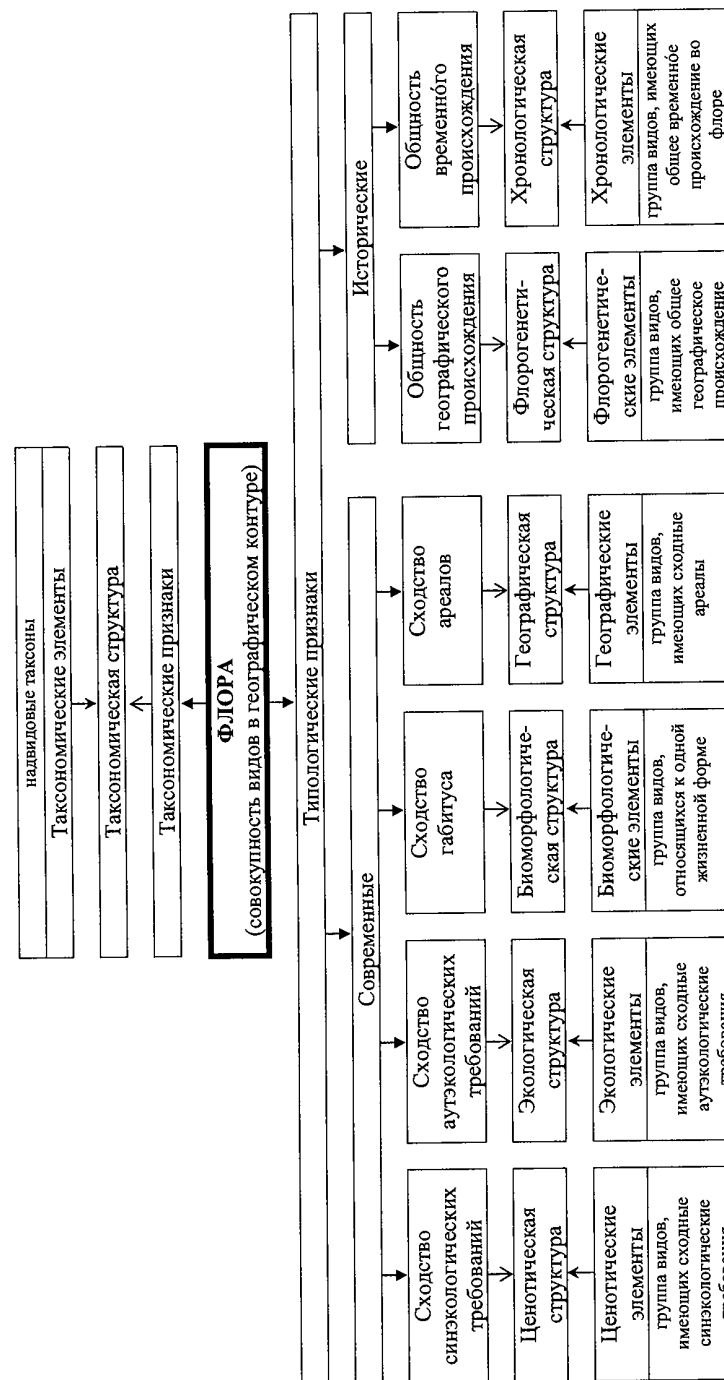 надвидовые таксоны
Таксономические элементы
Таксономическая структура
Таксономические признаки
ФЛОРА
(совокупность видов в географическом контуре)
Типологические признаки
Современные
Исторические
Сходство
синэкологических
требований
Ценотическая
структура
Ценотические
элементы
группа видов,
имеющих сходные
синэкологические
Сходство
аутэкологических
требований
Экологическая
структура
Экологические
элементы
группа видов,
имеющих сходные
аутэкологические
Сходство
габитуса
Биоморфологиче-
ская структура
Биоморфологиче-
ские элементы
группа видов,
относящихся к одной
жизненной форме
Сходство
ареалов
Географическая
структура
Географические
элементы
группа видов,
имеющих сходные
ареалы
Общность
географического
происхождения
Флорогенети-
ческая структура
Флорогенетиче-
ские элементы
группа видов,
имеющих общее
географическое
происхождение
Общность
временнóго
происхождения
Хронологическая
структура
Хронологические
элементы
группа видов, имеющих
общее временнóе
происхождение во
флоре